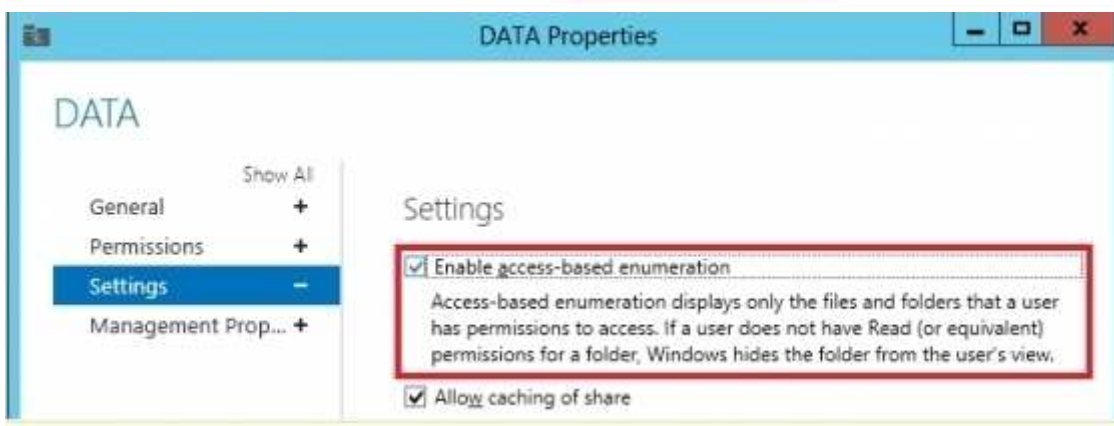 DATA Properties
DATA
Show All
General
Permissions
Settings
Management Prop...
Settings
Enable access-based enumeration
Access-based enumeration displays only the files and folders that a user
has permissions to access. If a user does not have Read (or equivalent)
permissions for a folder, Windows hides the folder from the user's view.
Allow caching of share